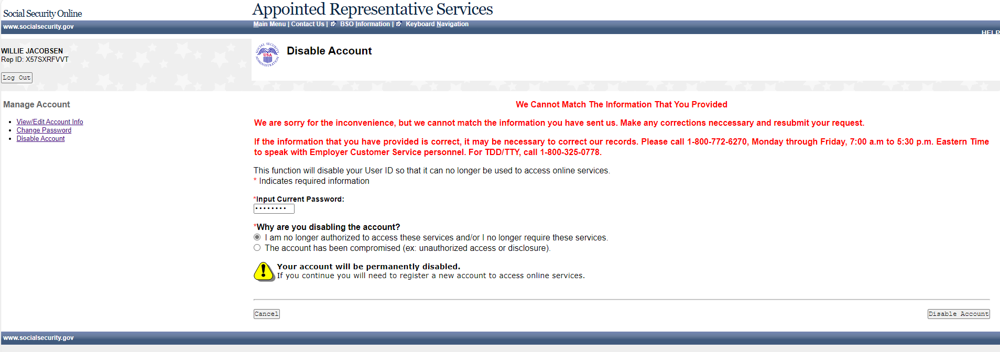 Social Security Online
Appointed Representative Services
www.socialsecurity.gov
Main Menu | Contact Us | BSO Information | Keyboard Navigation
HELP
WILLIE JACOBSEN
Rep ID: X57SXRFVVT
Log Out
SOCIAL SECURITY ADMINISTRATION
USA
Disable Account
Manage Account
View/Edit Account Info
Change Password
Disable Account
We Cannot Match The Information That You Provided
We are sorry for the inconvenience, but we cannot match the information you have sent us. Make any corrections neccessary and resubmit your request.
If the information that you have provided is correct, it may be necessary to correct our records. Please call 1-800-772-6270, Monday through Friday, 7:00 a.m to 5:30 p.m. Eastern Time
to speak with Employer Customer Service personnel. For TDD/TTY, call 1-800-325-0778.
This function will disable your User ID so that it can no longer be used to access online services.
* Indicates required information
*Input Current Password:
••••••••
*Why are you disabling the account?
I am no longer authorized to access these services and/or I no longer require these services.
The account has been compromised (ex: unauthorized access or disclosure).
Your account will be permanently disabled.
If you continue you will need to register a new account to access online services.
Cancel
Disable Account
www.socialsecurity.gov